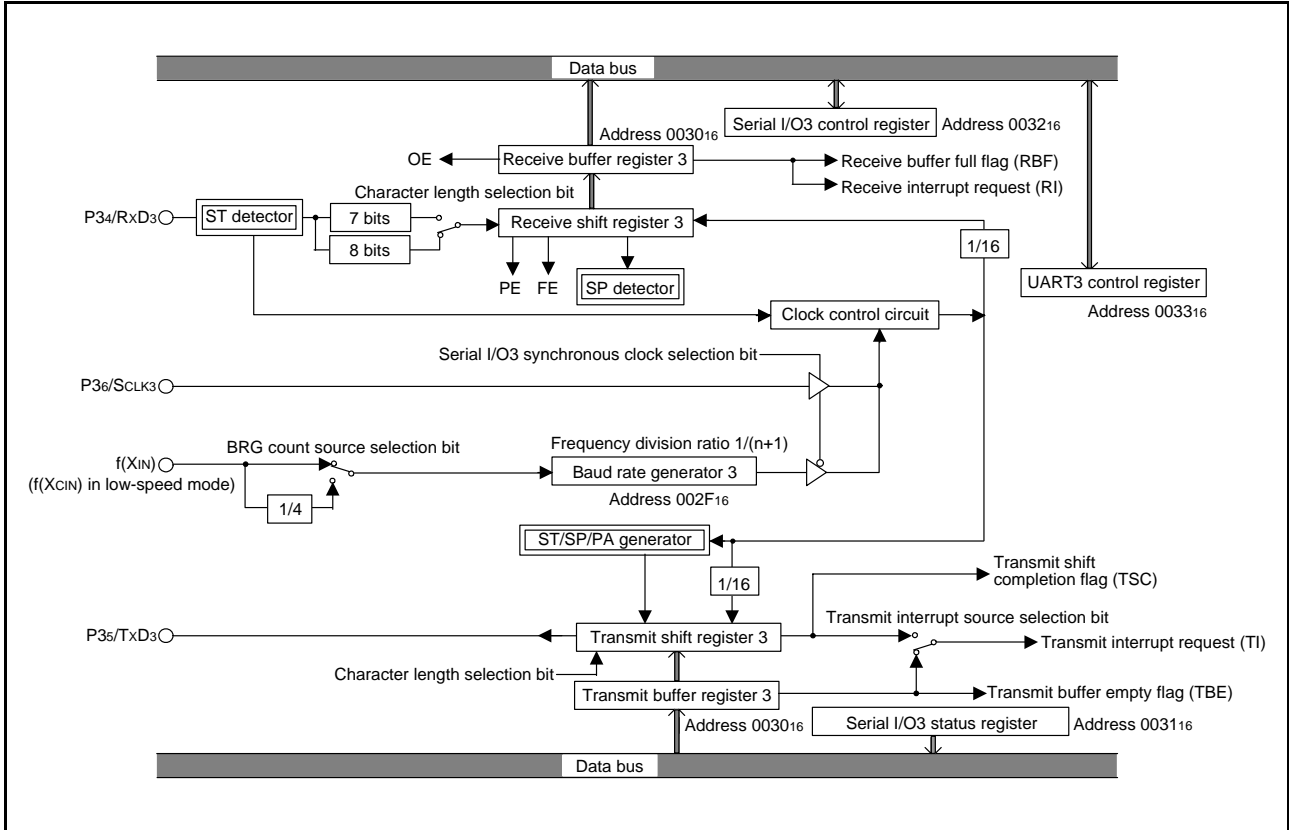 Data bus
Serial I/O3 control register Address 003216
Address 003016
OE Receive buffer register 3 Receive buffer full flag (RBF)
Receive interrupt request (RI)
Character length selection bit
P34/RXD3 ST detector 7 bits Receive shift register 3
8 bits 1/16
PE FE SP detector UART3 control register
Address 003316
Clock control circuit
Serial I/O3 synchronous clock selection bit
P36/SCLK3
BRG count source selection bit Frequency division ratio 1/(n+1)
f(XIN) Baud rate generator 3
(f(XCIN) in low-speed mode) Address 002F16
1/4
ST/SP/PA generator
1/16 Transmit shift
completion flag (TSC)
Transmit interrupt source selection bit
P35/TXD3 Transmit shift register 3 Transmit interrupt request (TI)
Character length selection bit
Transmit buffer register 3 Transmit buffer empty flag (TBE)
Address 003016 Serial I/O3 status register Address 003116
Data bus